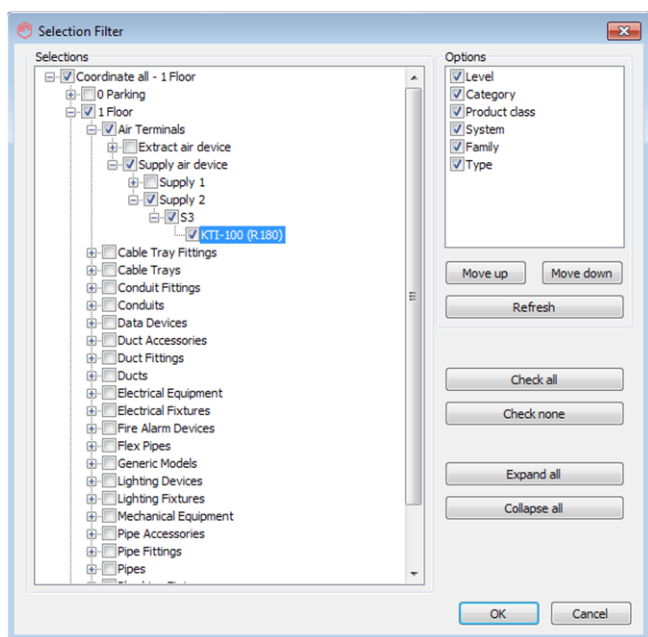 Selection Filter
Selections
Coordinate all - 1 Floor
0 Parking
1 Floor
Air Terminals
Extract air device
Supply air device
Supply 1
Supply 2
S3
KTI-100 (R180)
Cable Tray Fittings
Cable Trays
Conduit Fittings
Conduits
Data Devices
Duct Accessories
Duct Fittings
Ducts
Electrical Equipment
Electrical Fixtures
Fire Alarm Devices
Flex Pipes
Generic Models
Lighting Devices
Lighting Fixtures
Mechanical Equipment
Pipe Accessories
Pipe Fittings
Pipes
Options
Level
Category
Product class
System
Family
Type
Move up
Move down
Refresh
Check all
Check none
Expand all
Collapse all
OK
Cancel